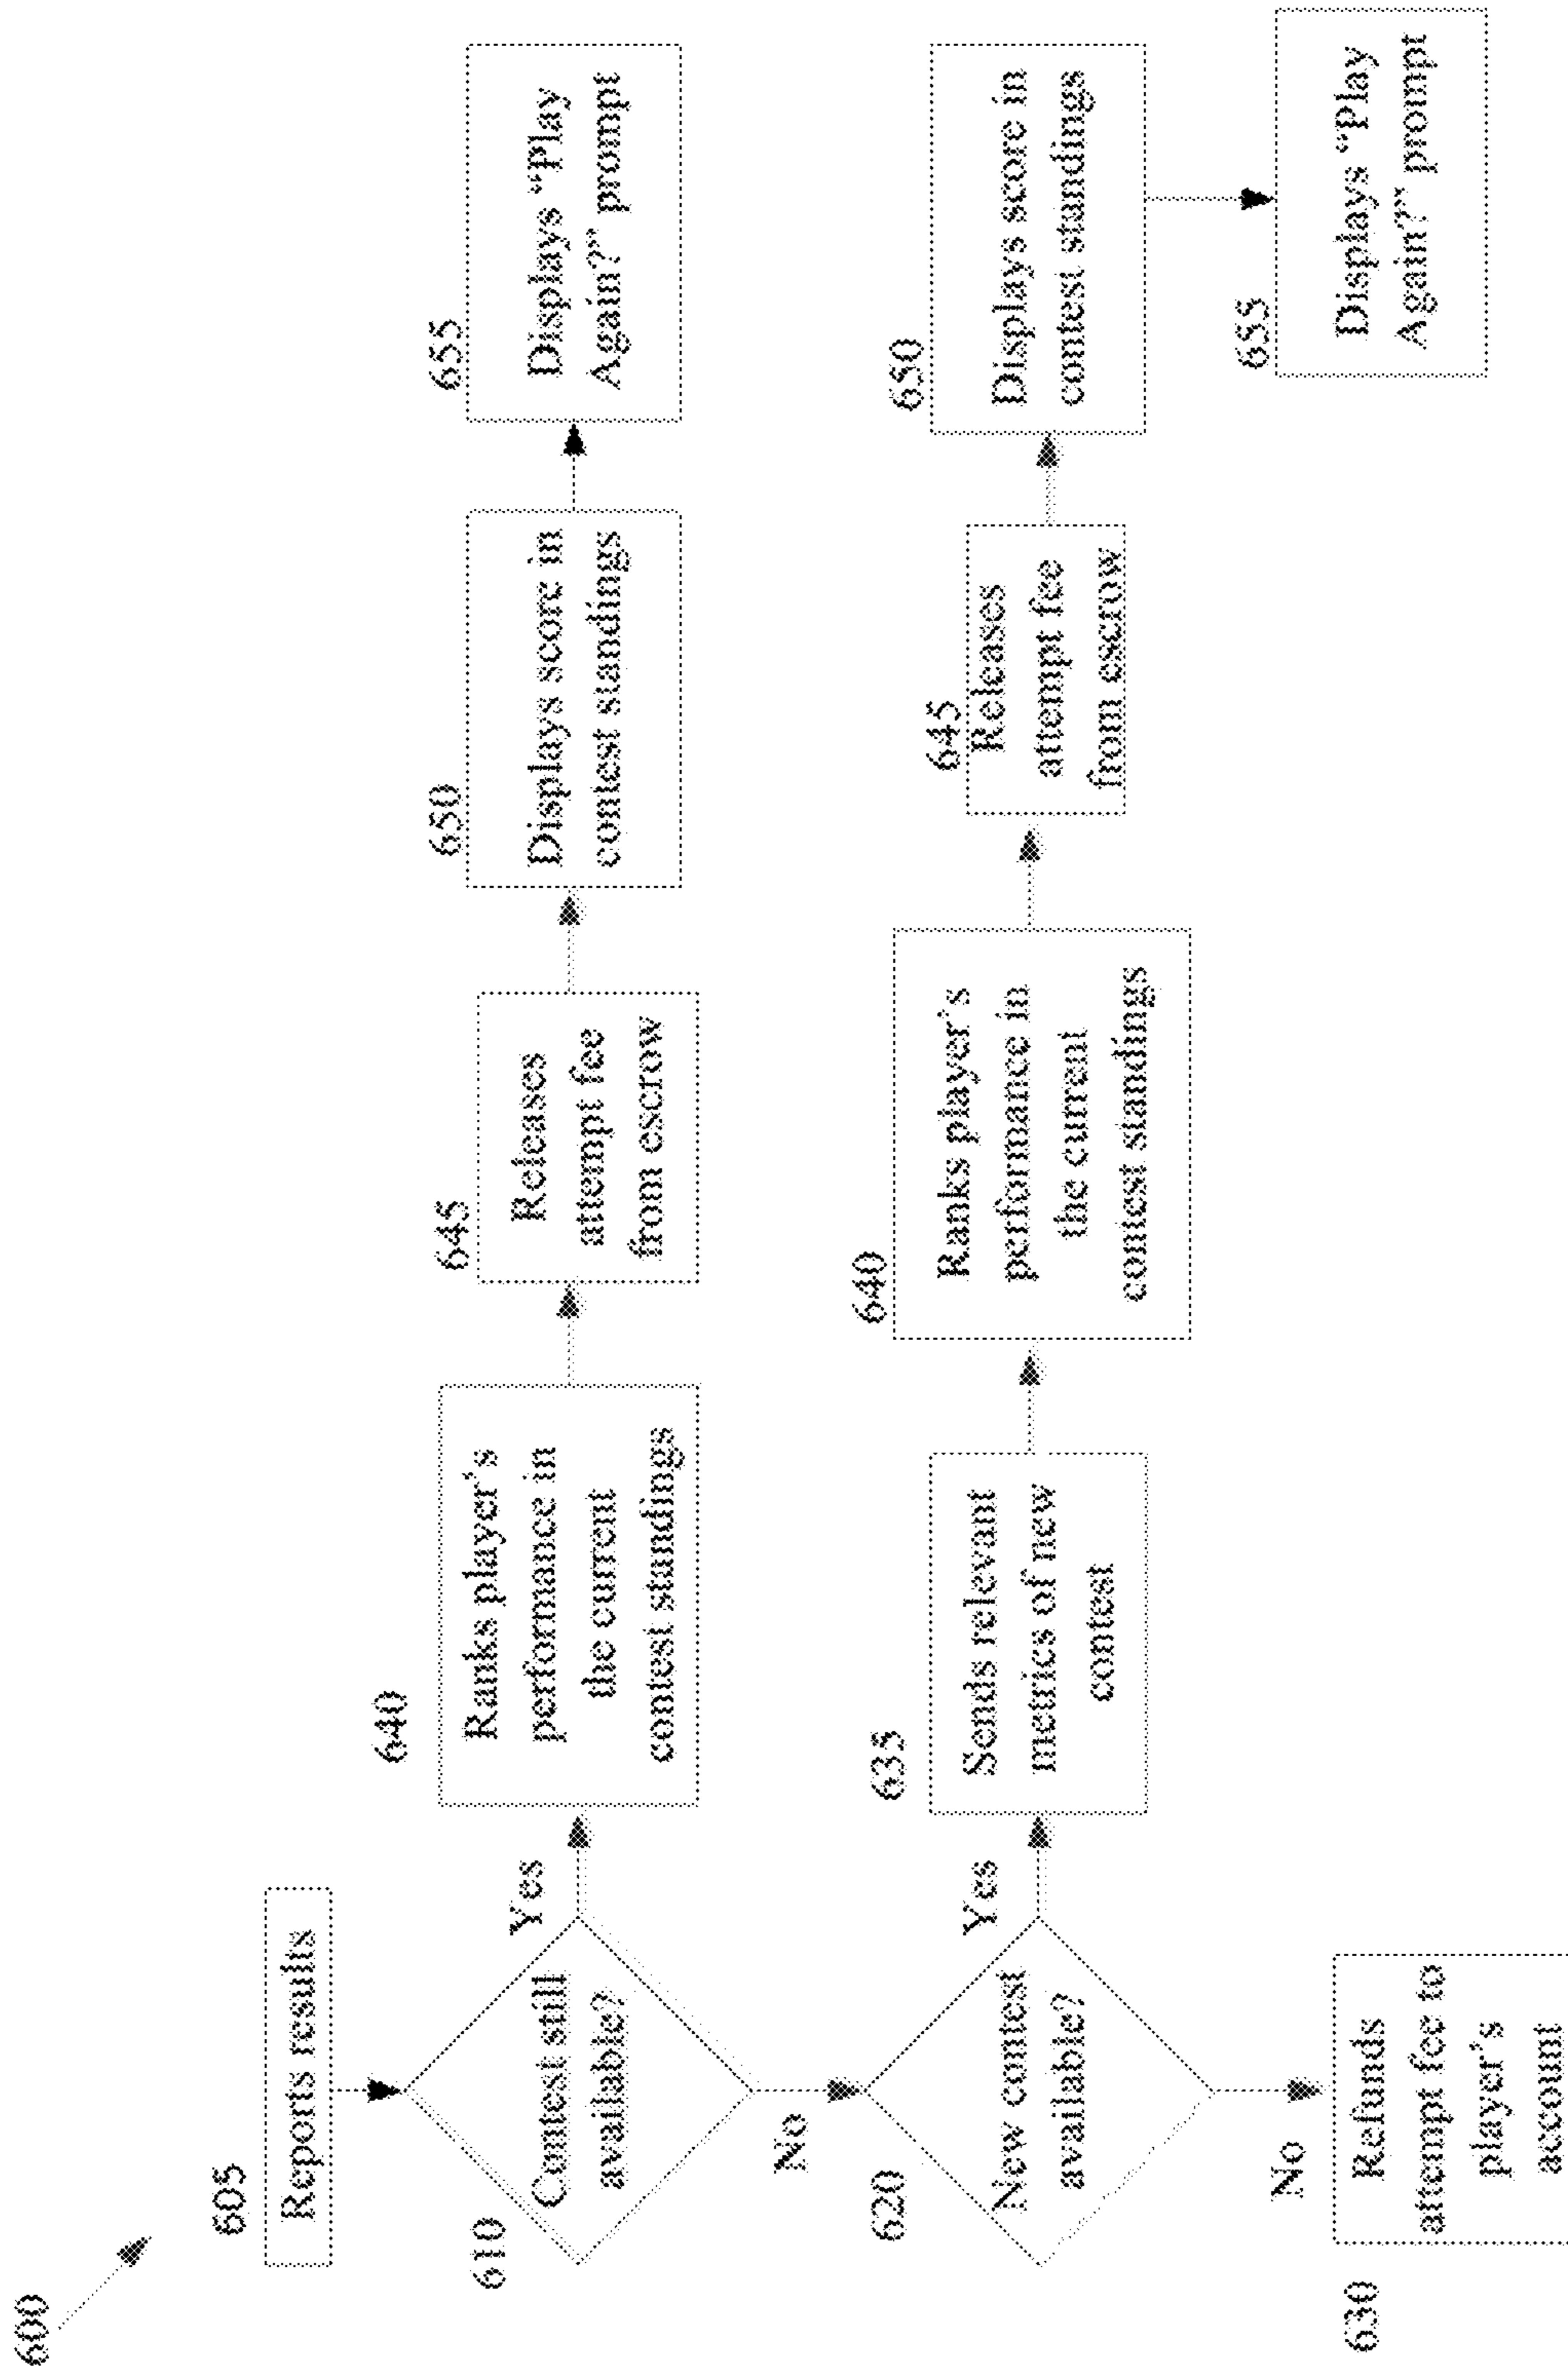 600
605
Reports results
610
Contest still
available?
Yes
640
Ranks player's
performance in
the current
contest standings
645
Releases
attempt fee
from escrow
650
Displays score in
contest standings
655
Displays "Play
Again?" prompt
No
620
New contest
available?
Yes
635
Sends relevant
metrics of new
contest
640
Ranks player's
performance in
the current
contest standings
645
Releases
attempt fee
from escrow
650
Displays score in
contest standings
655
Displays "Play
Again?" prompt
No
630
Refunds
attempt fee to
player's
account